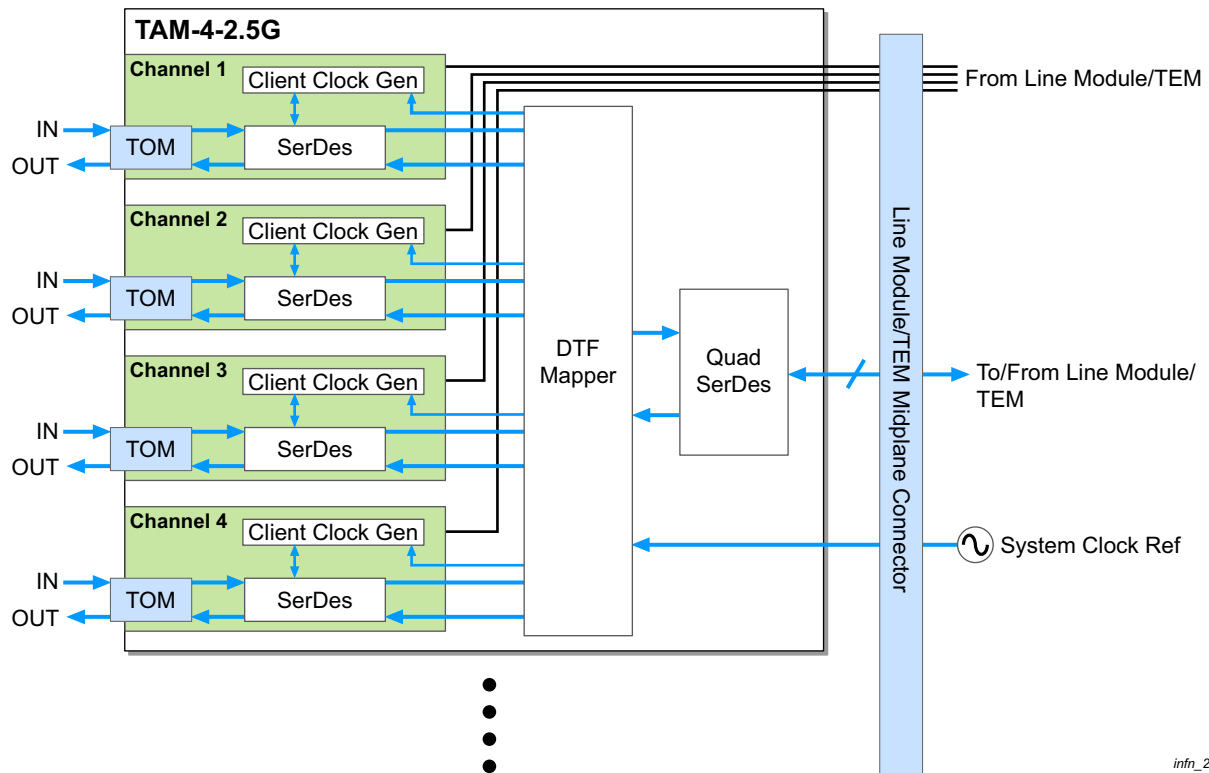 TAM-4-2.5G
Channel 1
Client Clock Gen
From Line Module/TEM
IN
TOM
SerDes
OUT
Channel 2
Client Clock Gen
IN
TOM
SerDes
OUT
Channel 3
Client Clock Gen
IN
TOM
SerDes
OUT
Channel 4
Client Clock Gen
IN
TOM
SerDes
OUT
DTF
Mapper
Quad
SerDes
Line Module/TEM Midplane Connector
To/From Line Module/
TEM
System Clock Ref
infn_2